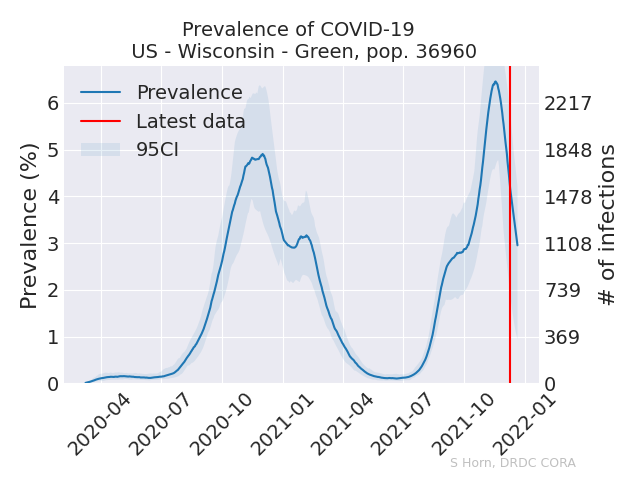 Prevalence of COVID-19
US - Wisconsin - Green, pop. 36960
Prevalence
Latest data
95CI
Prevalence (%)
6
5
4
3
2
1
0
2217
1848
1478
1108
739
369
0
# of infections
2020-04
2020-07
2020-10
2021-01
2021-04
2021-07
2021-10
2022-01
S Horn, DRDC CORA